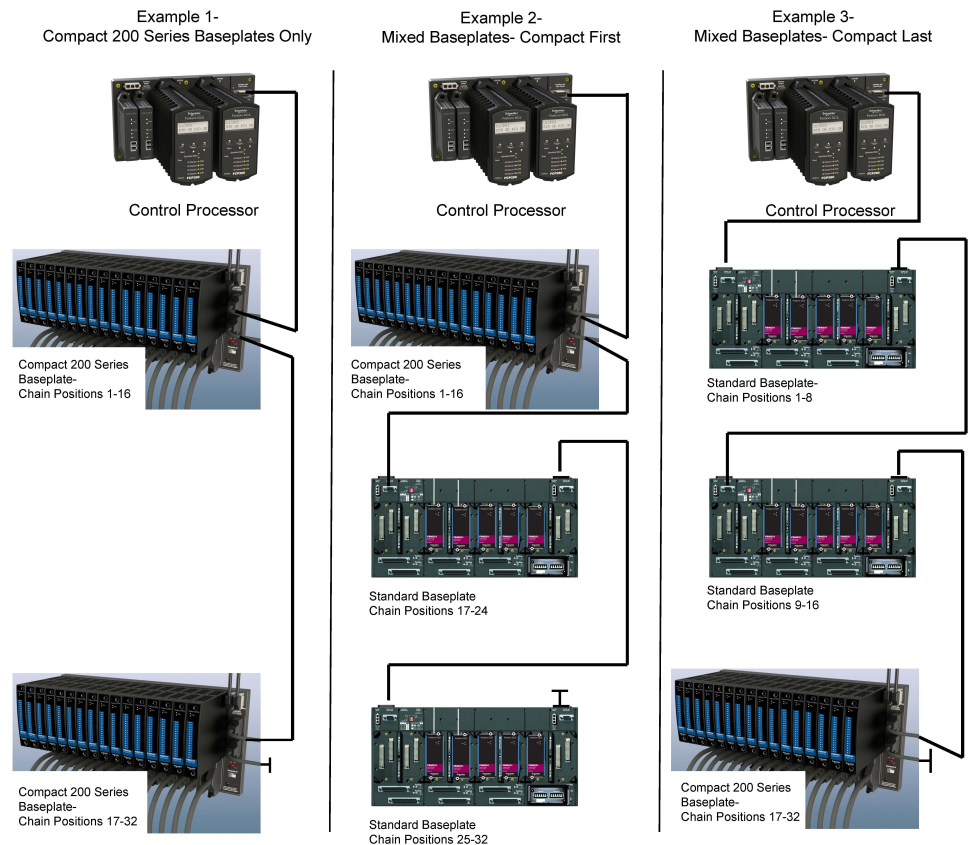 Example 1-
Compact 200 Series Baseplates Only
Control Processor
Compact 200 Series
Baseplate-
Chain Positions 1-16
Compact 200 Series
Baseplate-
Chain Positions 17-32
Example 2-
Mixed Baseplates- Compact First
Control Processor
Compact 200 Series
Baseplate-
Chain Positions 1-16
Standard Baseplate
Chain Positions 17-24
Standard Baseplate
Chain Positions 25-32
Example 3-
Mixed Baseplates- Compact Last
Control Processor
Standard Baseplate-
Chain Positions 1-8
Standard Baseplate
Chain Positions 9-16
Compact 200 Series
Baseplate-
Chain Positions 17-32